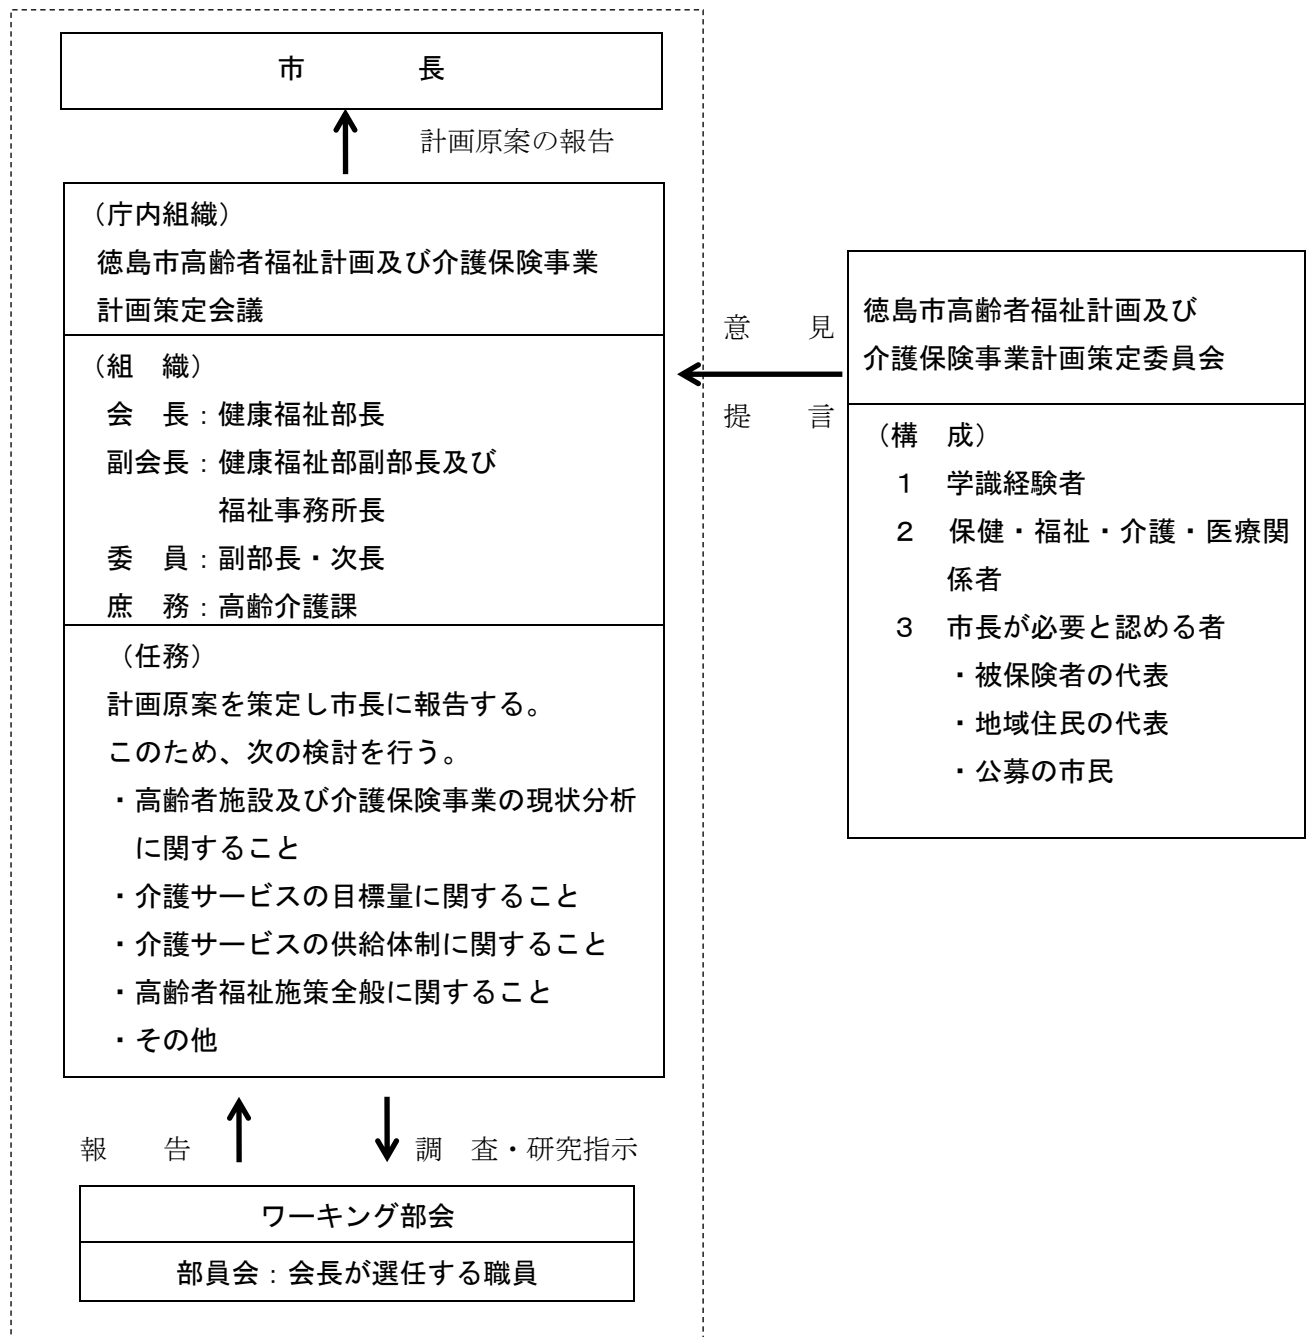 市　　　　長
計画原案の報告
（庁内組織）
徳島市高齢者福祉計画及び介護保険事業
計画策定会議
（組　織）
会　長：健康福祉部長
副会長：健康福祉部副部長及び
福祉事務所長
委　員：副部長・次長
庶　務：高齢介護課
（任務）
計画原案を策定し市長に報告する。
このため、次の検討を行う。
・高齢者施設及び介護保険事業の現状分析
に関すること
・介護サービスの目標量に関すること
・介護サービスの供給体制に関すること
・高齢者福祉施策全般に関すること
・その他
報　　告
調　査・研究指示
ワーキング部会
部員会：会長が選任する職員
意　　見
提　　言
徳島市高齢者福祉計画及び
介護保険事業計画策定委員会
（構　成）
１　学識経験者
２　保健・福祉・介護・医療関
係者
３　市長が必要と認める者
・被保険者の代表
・地域住民の代表
・公募の市民